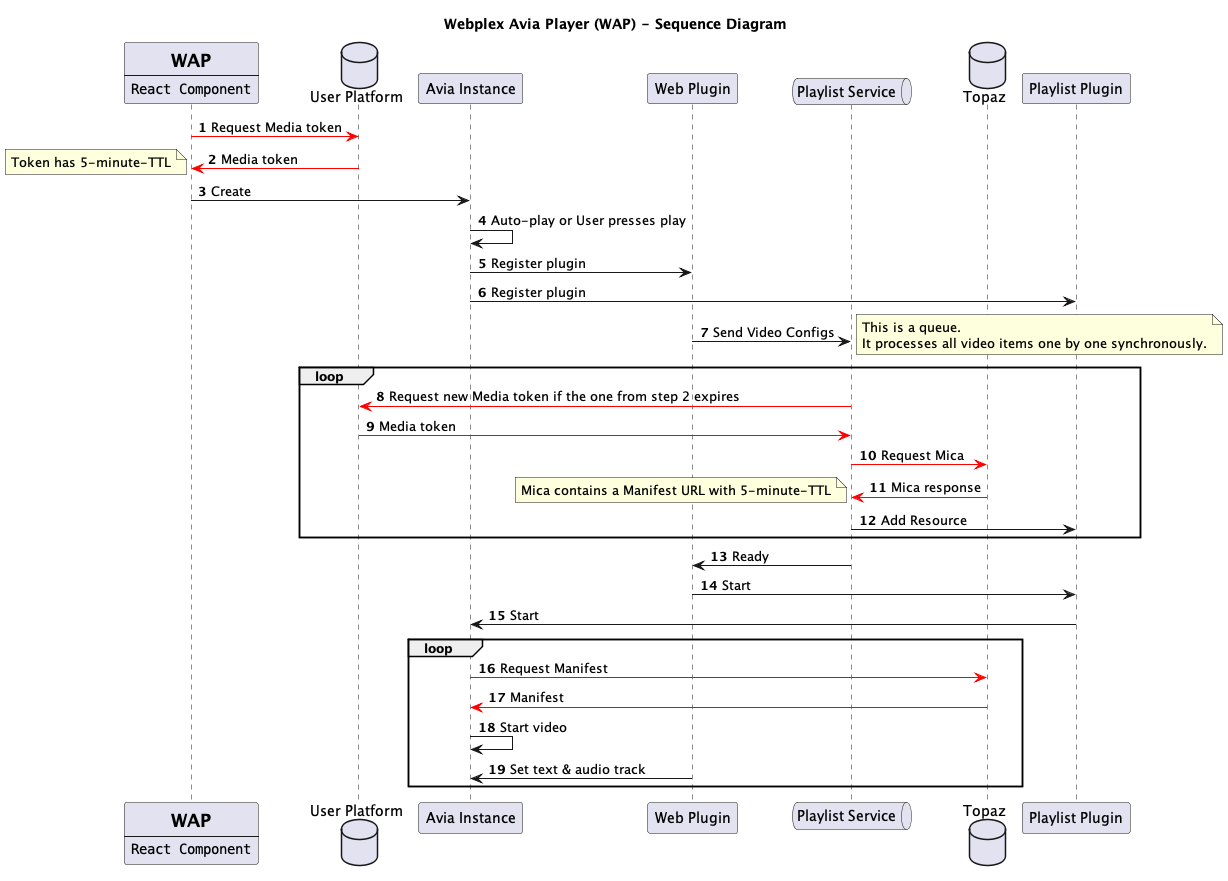 Webplex Avia Player (WAP) - Sequence Diagram
WAP
React Component
User Platform
Avia Instance
Web Plugin
Playlist Service
Topaz
Playlist Plugin
1 Request Media token
Token has 5-minute-TTL
2 Media token
3 Create
4 Auto-play or User presses play
5 Register plugin
6 Register plugin
7 Send Video Configs
This is a queue.
It processes all video items one by one synchronously.
loop
8 Request new Media token if the one from step 2 expires
9 Media token
10 Request Mica
Mica contains a Manifest URL with 5-minute-TTL
11 Mica response
12 Add Resource
13 Ready
14 Start
15 Start
loop
16 Request Manifest
17 Manifest
18 Start video
19 Set text & audio track
WAP
React Component
User Platform
Avia Instance
Web Plugin
Playlist Service
Topaz
Playlist Plugin